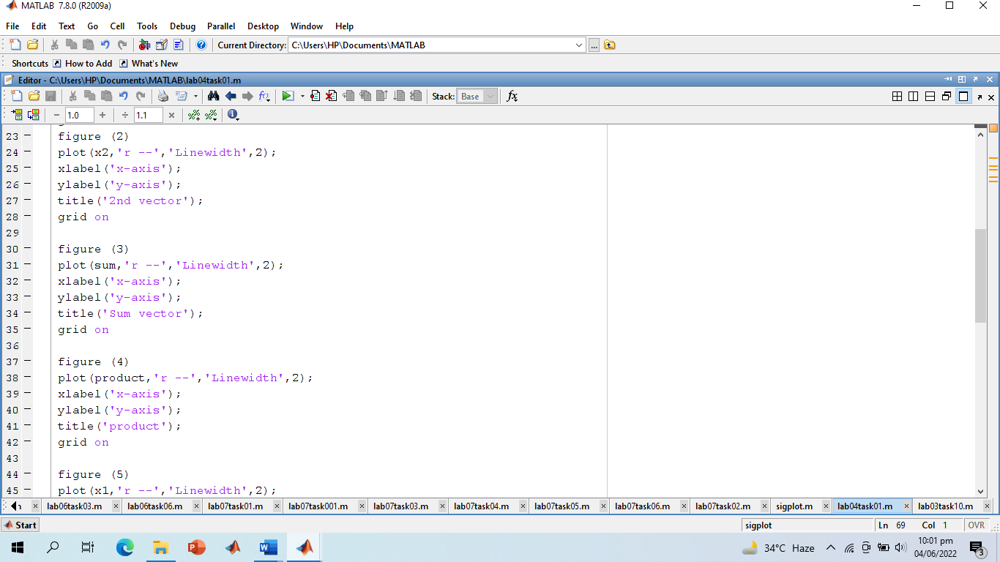 MATLAB 7.8.0 (R2009a)
File Edit Text Go Cell Tools Debug Parallel Desktop Window Help
Current Directory: C:\Users\HP\Documents\MATLAB ...
Shortcuts How to Add What's New
Editor - C:\Users\HP\Documents\MATLAB\lab04task01.m
Stack: Base fx
− 1.0 + ÷ 1.1 ×
23 − figure (2)
24 − plot(x2,'r --','Linewidth',2);
25 − xlabel('x-axis');
26 − ylabel('y-axis');
27 − title('2nd vector');
28 − grid on
29
30 − figure (3)
31 − plot(sum,'r --','Linewidth',2);
32 − xlabel('x-axis');
33 − ylabel('y-axis');
34 − title('Sum vector');
35 − grid on
36
37 − figure (4)
38 − plot(product,'r --','Linewidth',2);
39 − xlabel('x-axis');
40 − ylabel('y-axis');
41 − title('product');
42 − grid on
43
44 − figure (5)
45 − plot(x1,'r --','Linewidth',2);
lab06task03.m lab06task06.m lab07task01.m lab07task001.m lab07task03.m lab07task04.m lab07task05.m lab07task06.m lab07task02.m sigplot.m lab04task01.m lab03task10.m
Start sigplot Ln 69 Col 1 OVR
34°C Haze 10:01 pm
04/06/2022 3